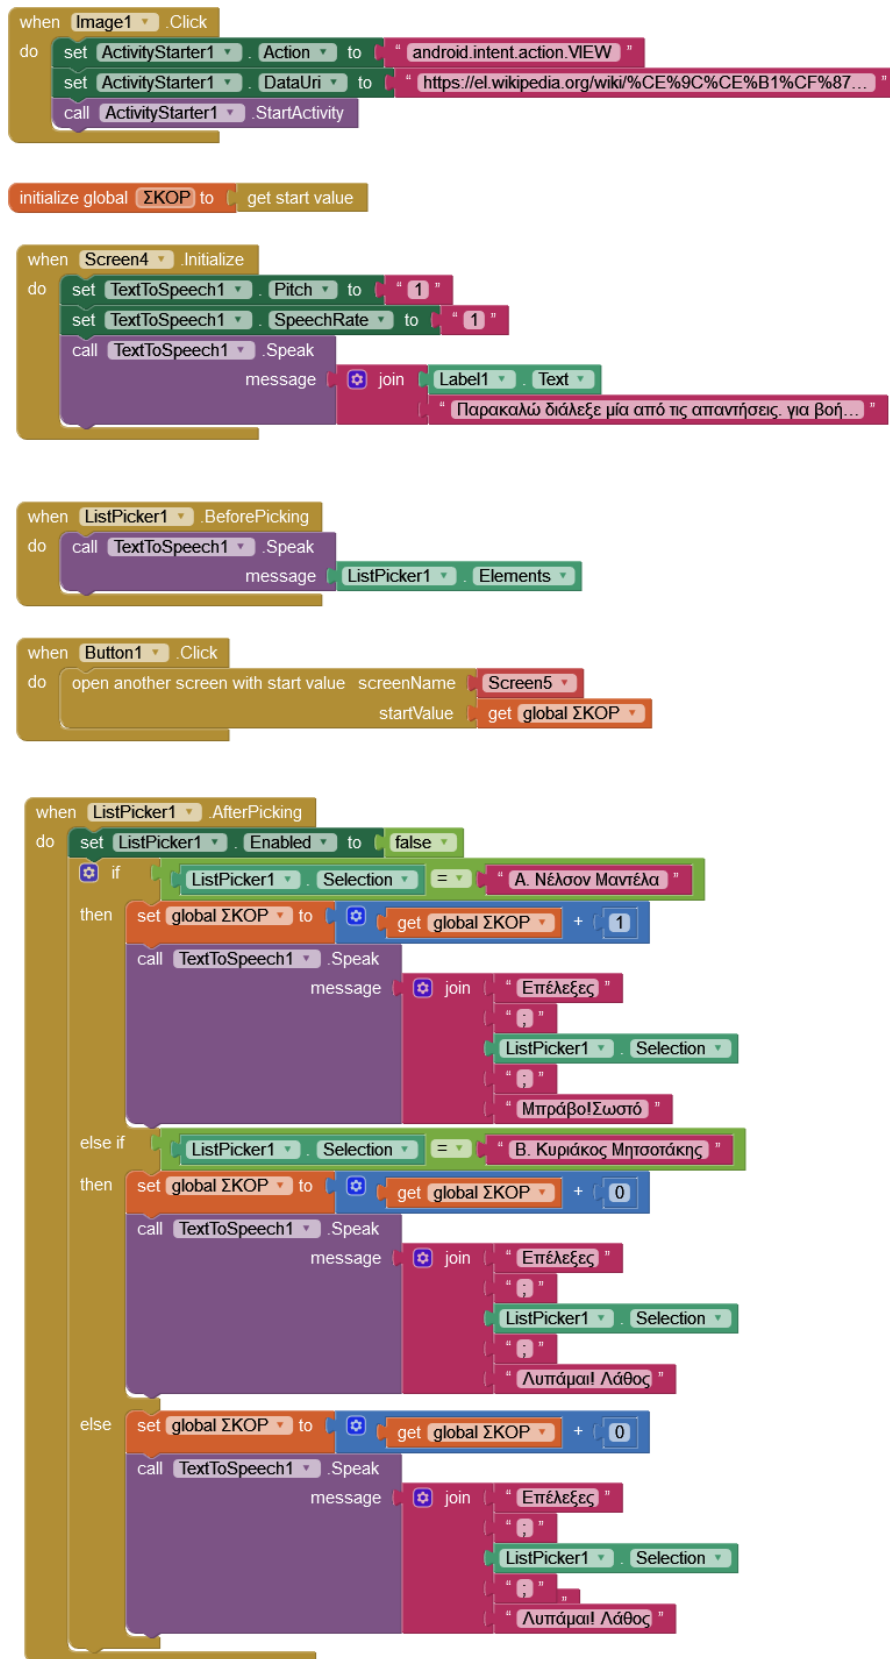 when Image1 .Click
do set ActivityStarter1 . Action to " android.intent.action.VIEW "
set ActivityStarter1 . DataUri to " https://el.wikipedia.org/wiki/%CE%9C%CE%B1%CF%87... "
call ActivityStarter1 .StartActivity
initialize global ΣΚΟΡ to get start value
when Screen4 .Initialize
do set TextToSpeech1 . Pitch to " 1 "
set TextToSpeech1 . SpeechRate to " 1 "
call TextToSpeech1 .Speak
message join Label1 . Text
" Παρακαλώ διάλεξε μία από τις απαντήσεις. για βοή... "
when ListPicker1 .BeforePicking
do call TextToSpeech1 .Speak
message ListPicker1 . Elements
when Button1 .Click
do open another screen with start value screenName Screen5
startValue get global ΣΚΟΡ
when ListPicker1 .AfterPicking
do set ListPicker1 . Enabled to false
if ListPicker1 . Selection = " Α. Νέλσον Μαντέλα "
then set global ΣΚΟΡ to get global ΣΚΟΡ + 1
call TextToSpeech1 .Speak
message join " Επέλεξες "
" ; "
ListPicker1 . Selection
" ; "
" Μπράβο!Σωστό "
else if ListPicker1 . Selection = " Β. Κυριάκος Μητσοτάκης "
then set global ΣΚΟΡ to get global ΣΚΟΡ + 0
call TextToSpeech1 .Speak
message join " Επέλεξες "
" ; "
ListPicker1 . Selection
" ; "
" Λυπάμαι! Λάθος "
else set global ΣΚΟΡ to get global ΣΚΟΡ + 0
call TextToSpeech1 .Speak
message join " Επέλεξες "
" ; "
ListPicker1 . Selection
" ; " "
" Λυπάμαι! Λάθος "